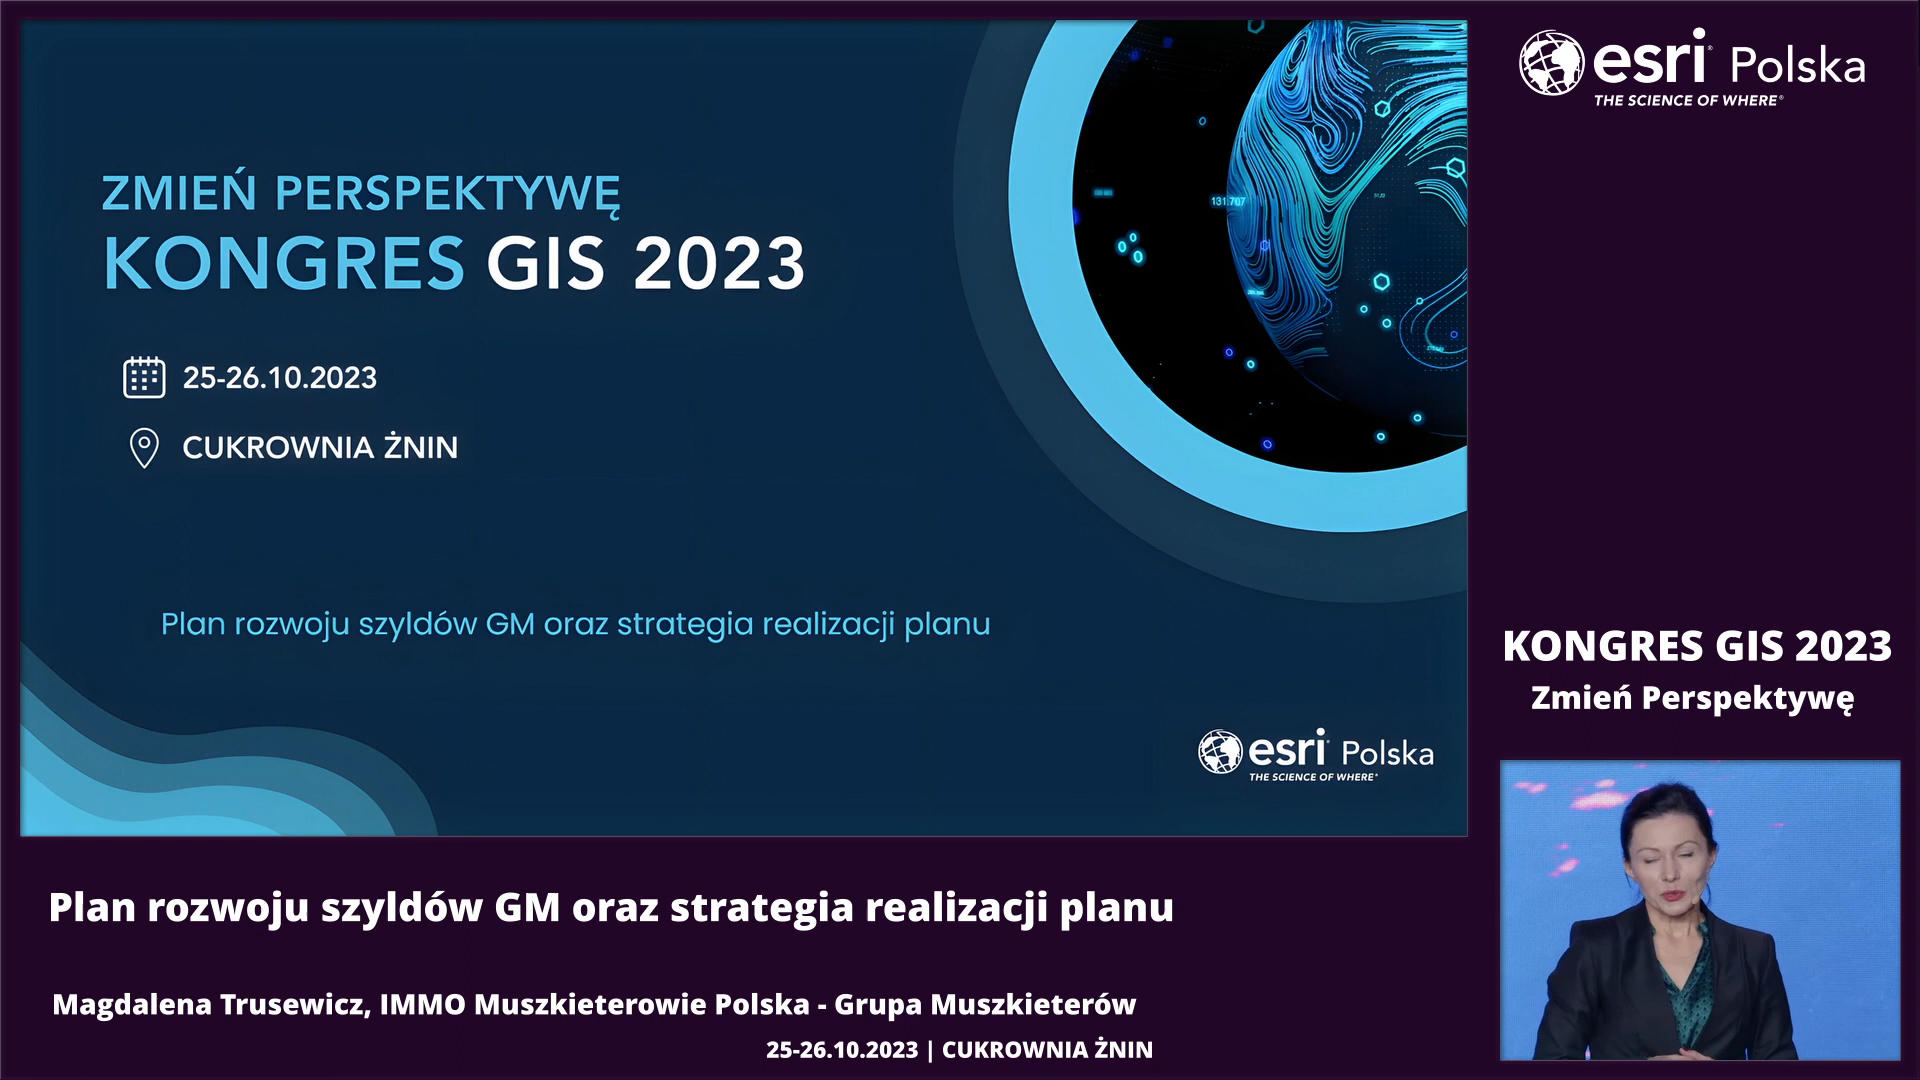 ZMIEŃ PERSPEKTYWĘ
KONGRES GIS 2023
25-26.10.2023
CUKROWNIA ŻNIN
131.707
Plan rozwoju szyldów GM oraz strategia realizacji planu
esri Polska
THE SCIENCE OF WHERE®
esri® Polska
THE SCIENCE OF WHERE®
KONGRES GIS 2023
Zmień Perspektywę
Plan rozwoju szyldów GM oraz strategia realizacji planu
Magdalena Trusewicz, IMMO Muszkieterowie Polska - Grupa Muszkieterów
25-26.10.2023 | CUKROWNIA ŻNIN